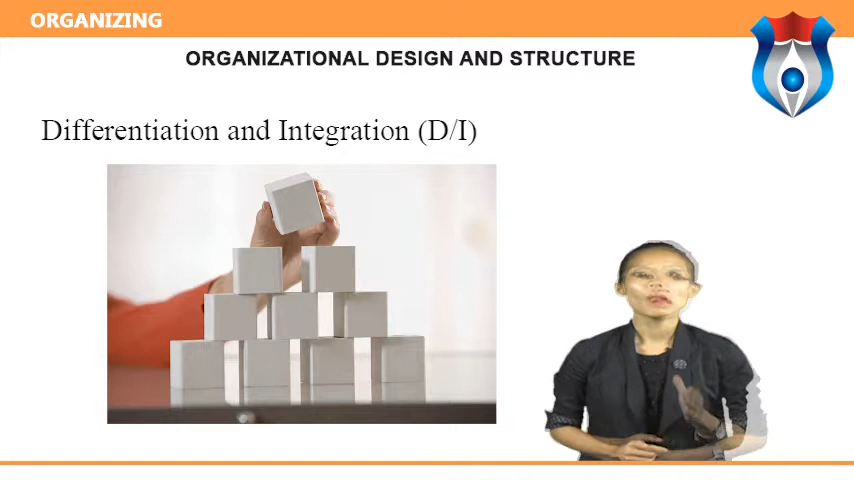 ORGANIZING
ORGANIZATIONAL DESIGN AND STRUCTURE
Differentiation and Integration (D/I)